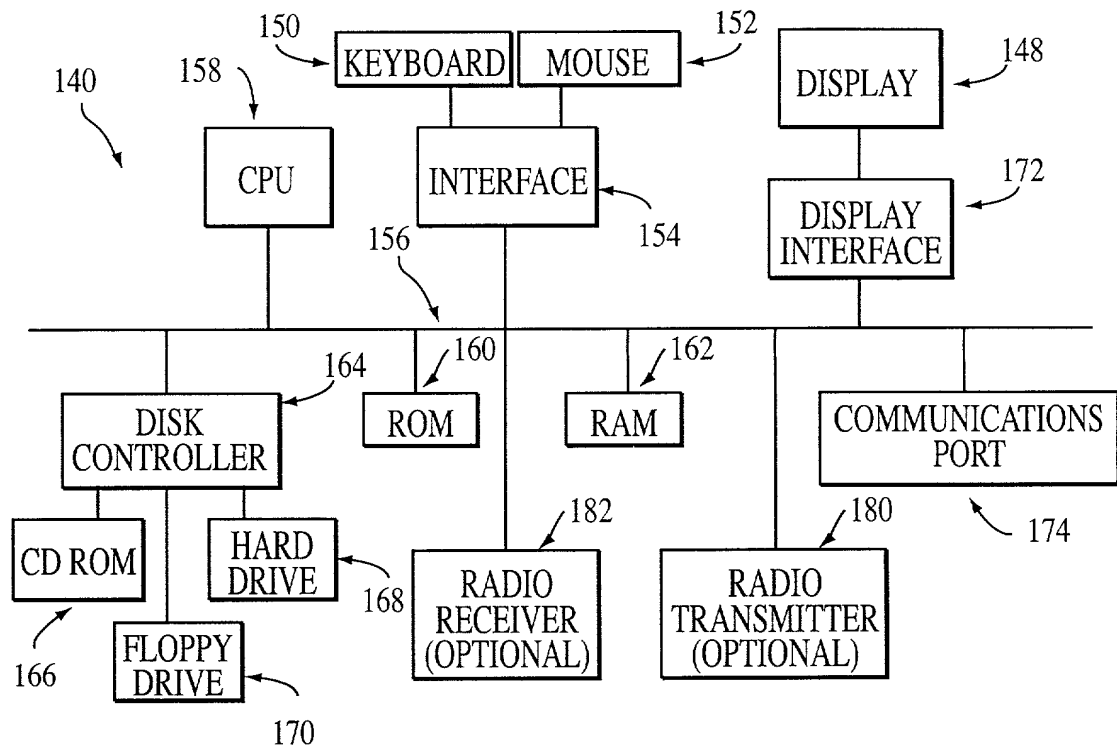 150
KEYBOARD
MOUSE
152
158
140
CPU
INTERFACE
154
DISPLAY
148
172
DISPLAY
INTERFACE
156
164
DISK
CONTROLLER
160
ROM
162
RAM
COMMUNICATIONS
PORT
174
CD ROM
166
HARD
DRIVE
168
FLOPPY
DRIVE
170
182
RADIO
RECEIVER
(OPTIONAL)
180
RADIO
TRANSMITTER
(OPTIONAL)